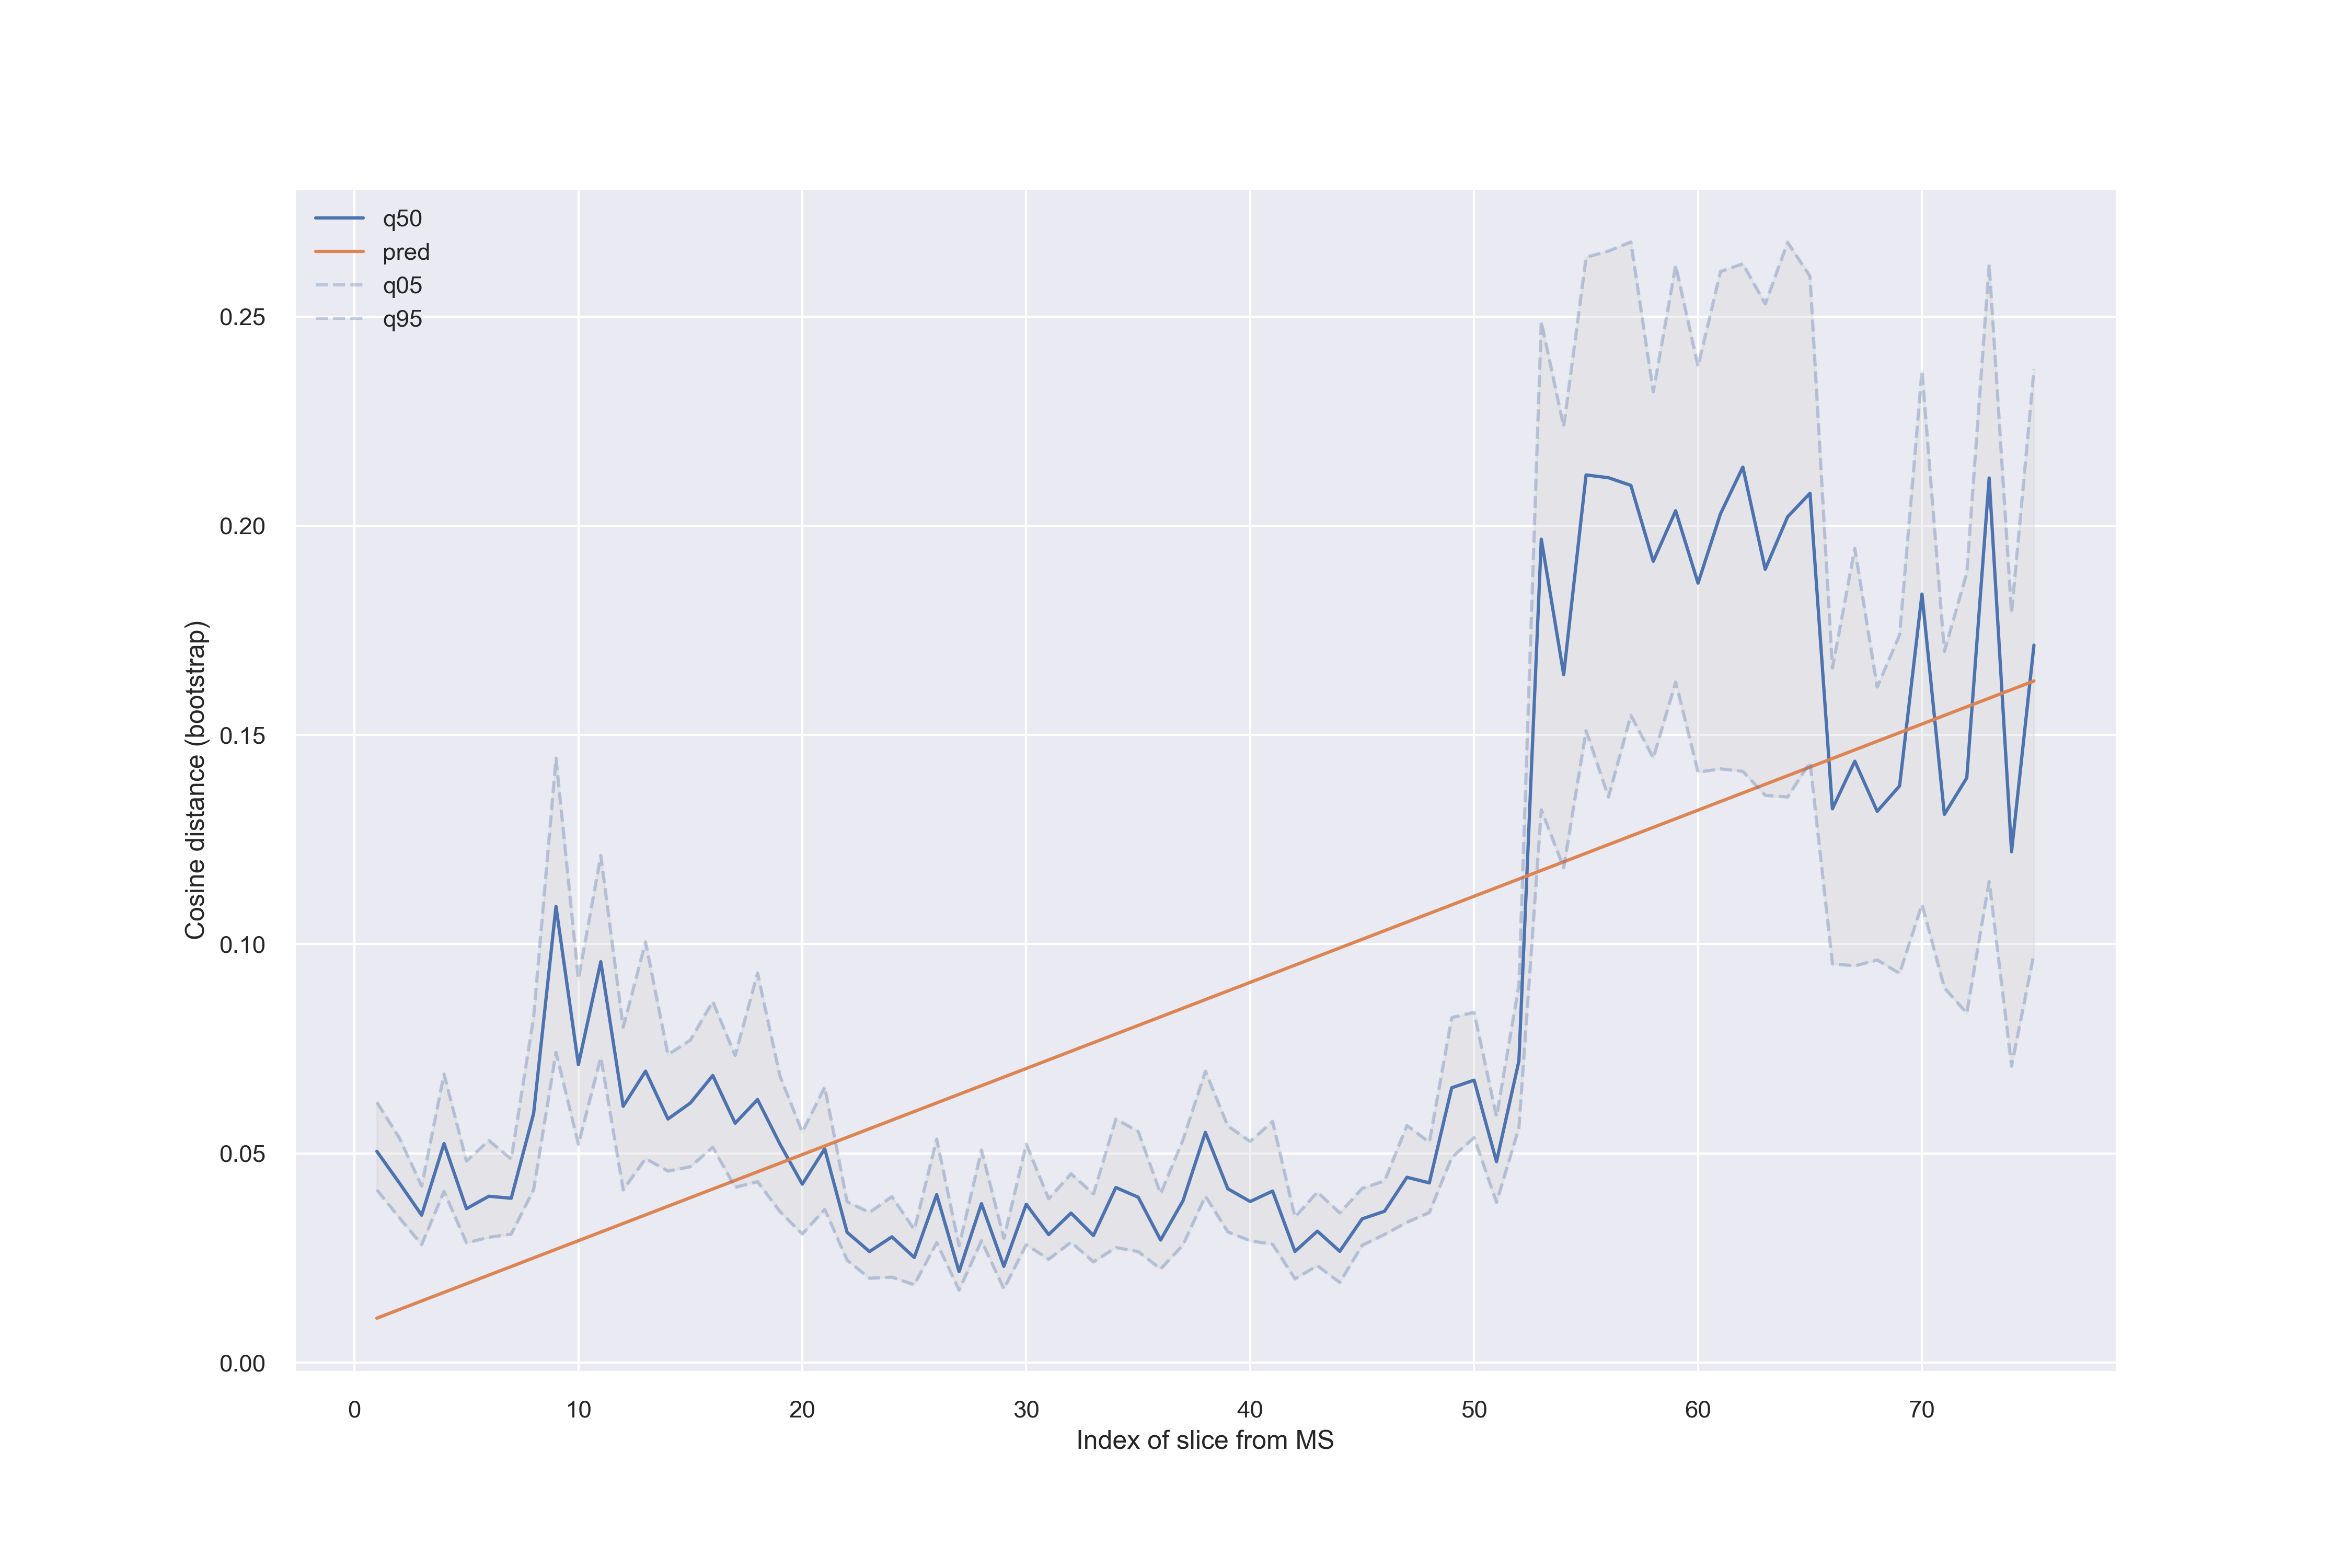 q50
pred
q05
q95
0.25
0.20
0.15
0.10
0.05
0.00
Cosine distance (bootstrap)
0 10 20 30 40 50 60 70
Index of slice from MS